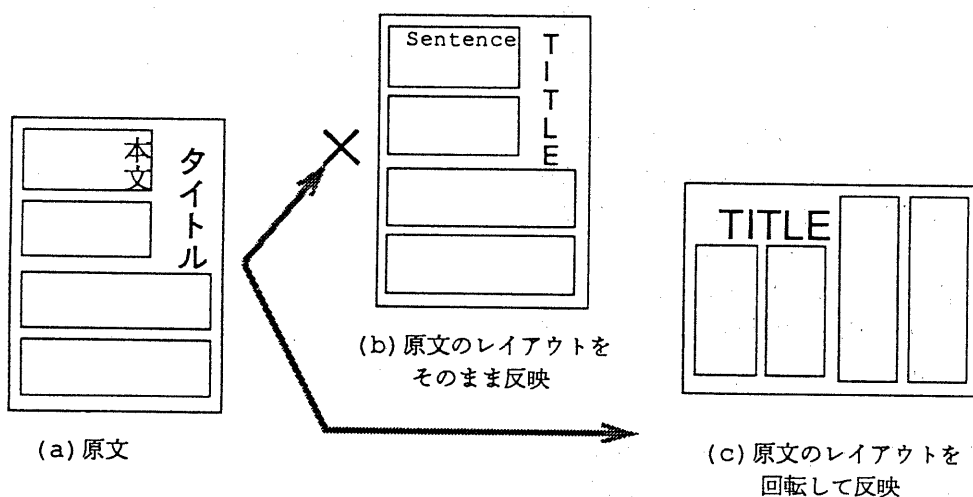 タイトル
本文
(a)原文
Sentence
TITLE
(b)原文のレイアウトを
そのまま反映
TITLE
(c)原文のレイアウトを
回転して反映